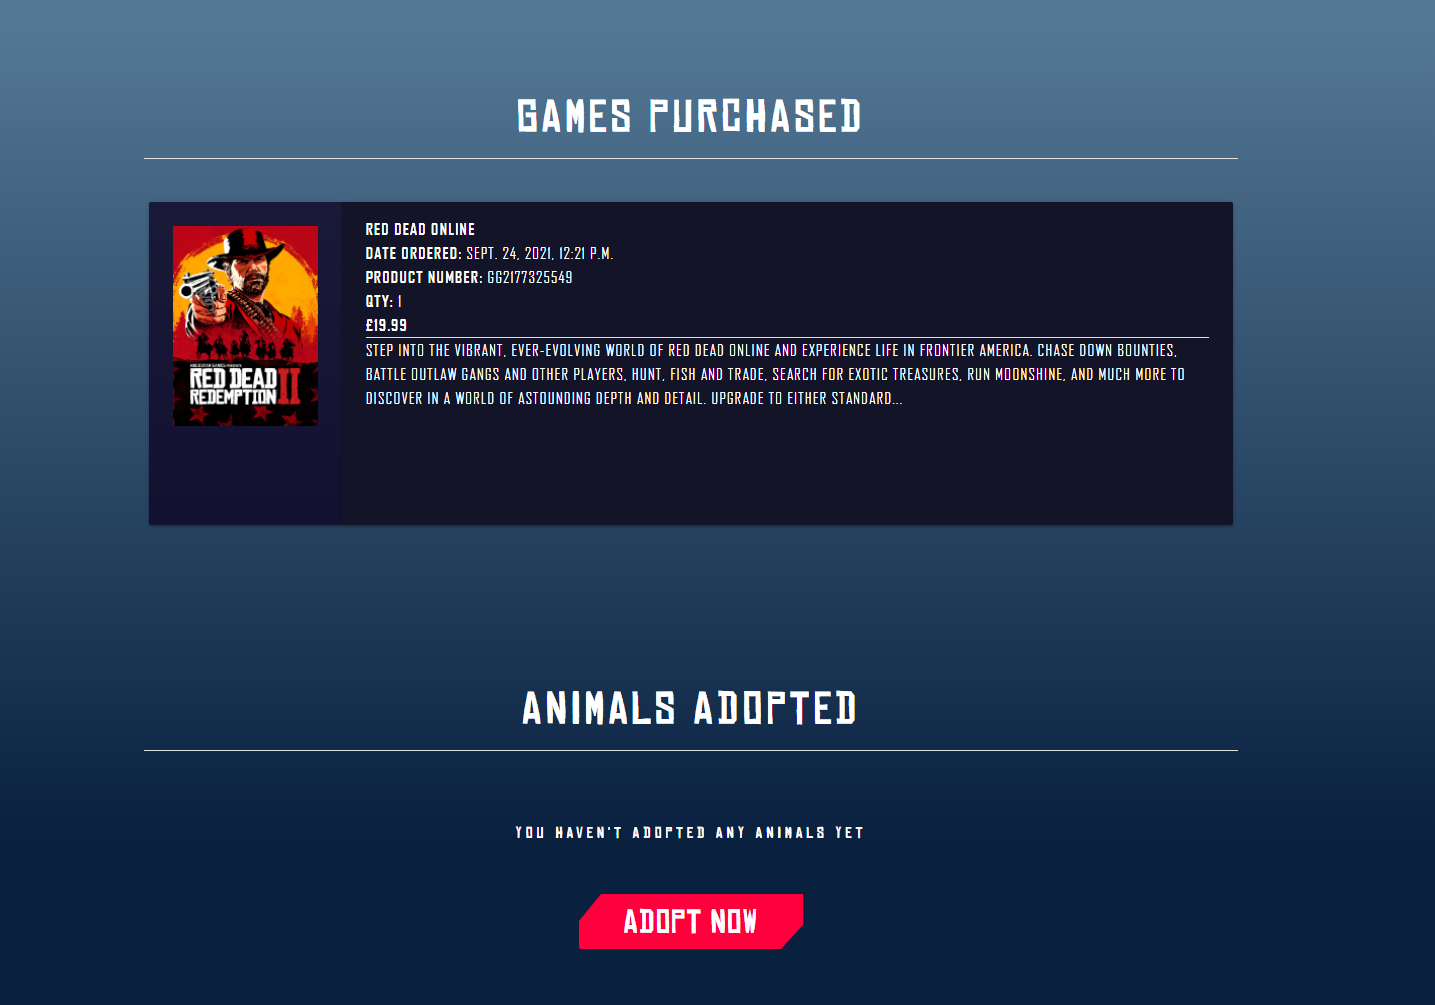 GAMES PURCHASED
RED DEAD ONLINE
DATE ORDERED: SEPT. 24, 2021, 12:21 P.M.
PRODUCT NUMBER: GG2177325549
QTY: 1
£19.99
STEP INTO THE VIBRANT, EVER-EVOLVING WORLD OF RED DEAD ONLINE AND EXPERIENCE LIFE IN FRONTIER AMERICA. CHASE DOWN BOUNTIES,
BATTLE OUTLAW GANGS AND OTHER PLAYERS, HUNT, FISH AND TRADE, SEARCH FOR EXOTIC TREASURES, RUN MOONSHINE, AND MUCH MORE TO
DISCOVER IN A WORLD OF ASTOUNDING DEPTH AND DETAIL. UPGRADE TO EITHER STANDARD...
RED DEAD
REDEMPTION II
ANIMALS ADOPTED
YOU HAVEN'T ADOPTED ANY ANIMALS YET
ADOPT NOW